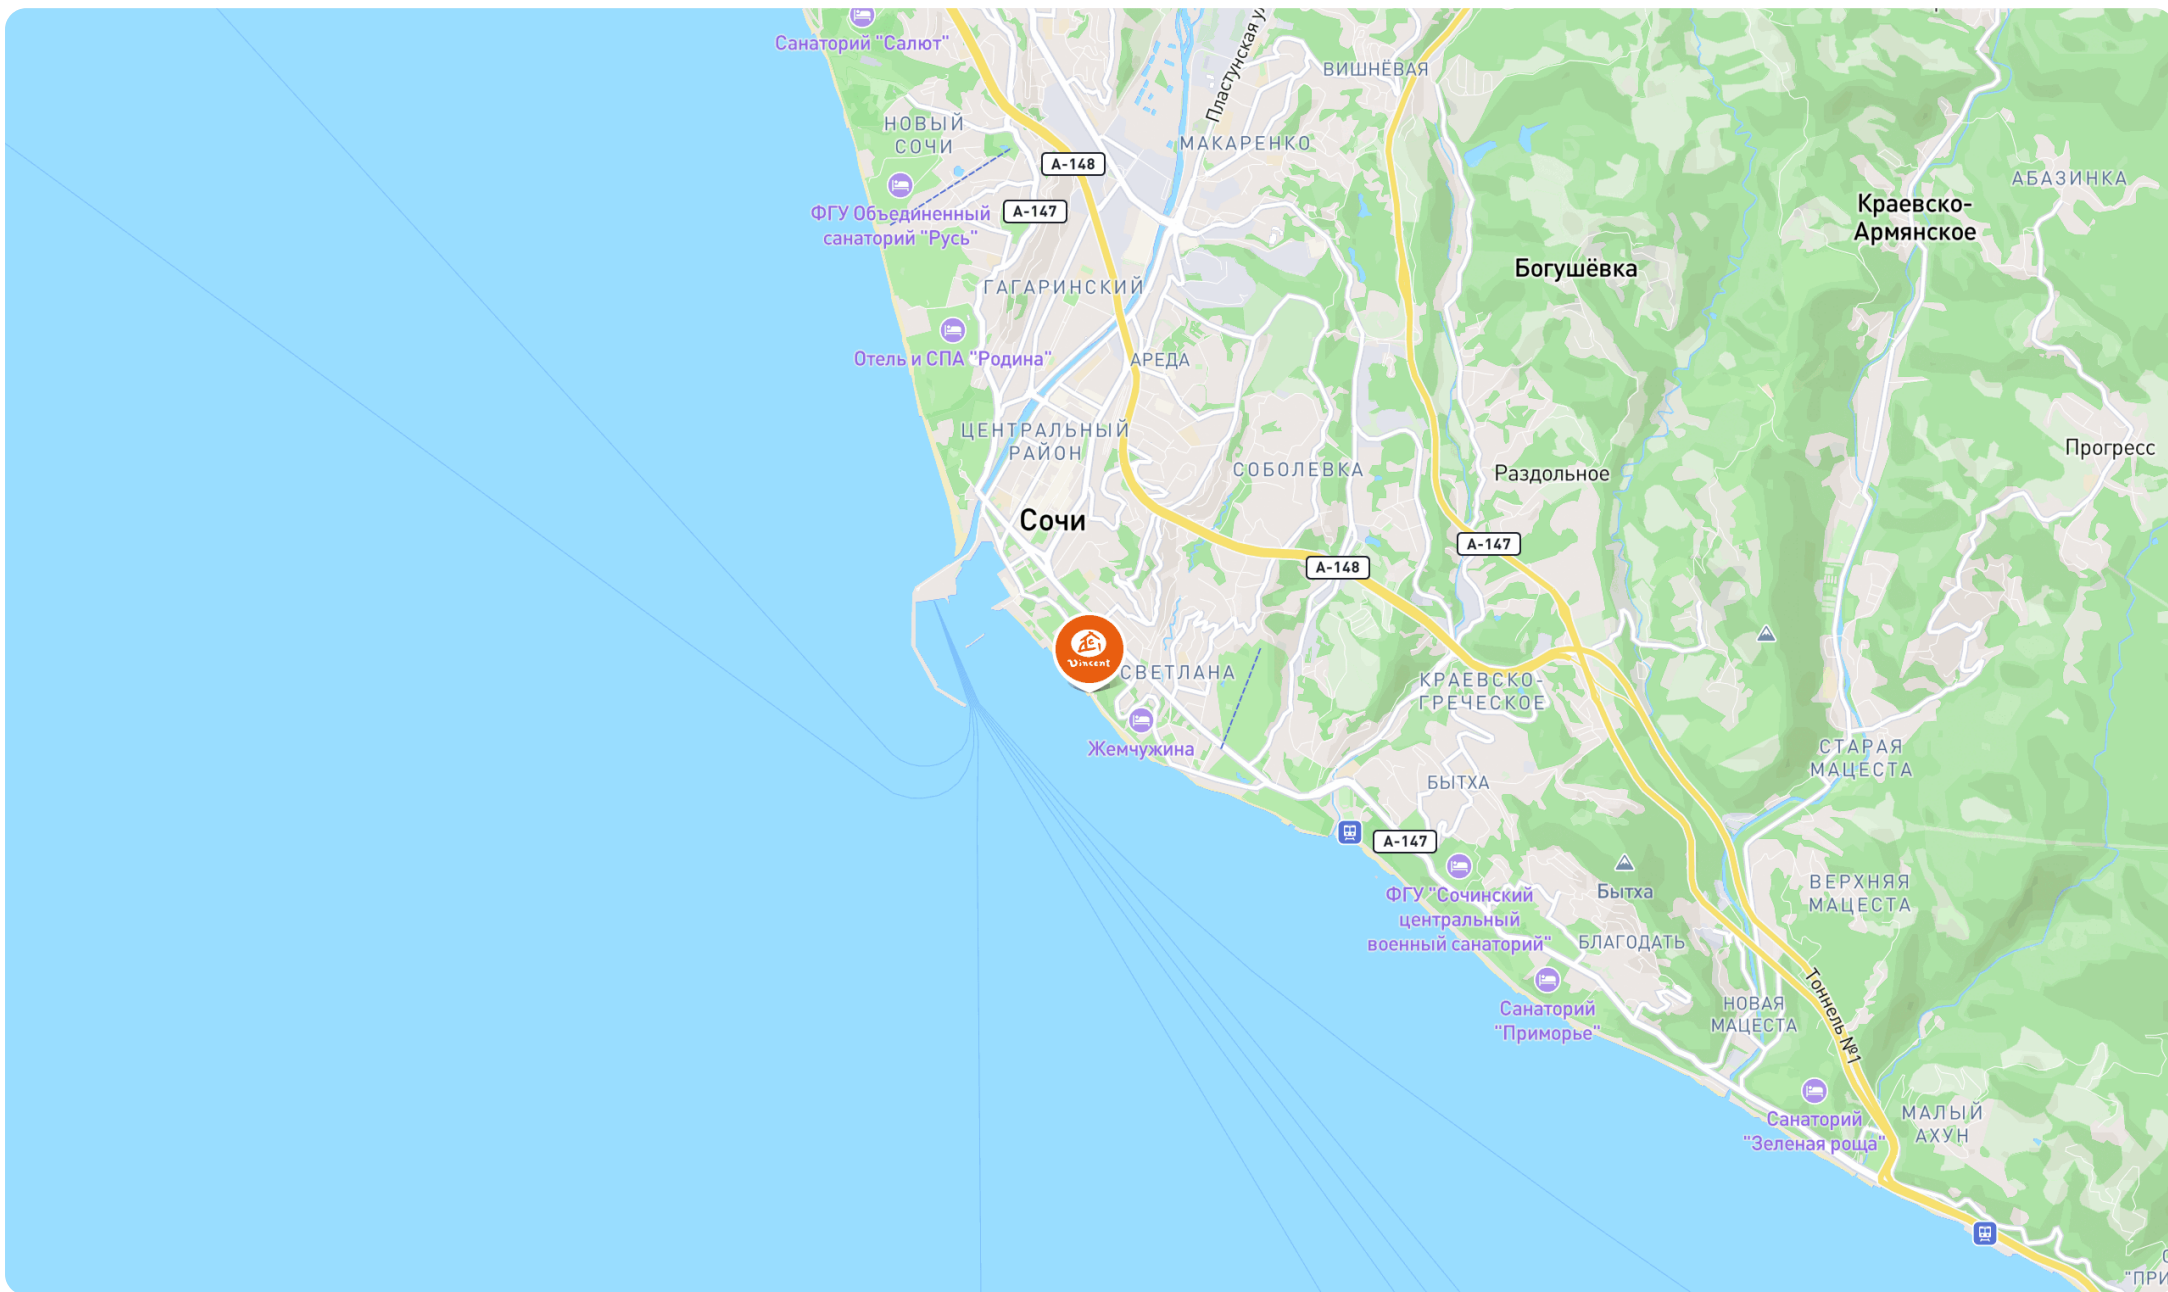 Санаторий "Салют"
Пластунская ул
ВИШНЁВАЯ
НОВЫЙ
СОЧИ
МАКАРЕНКО
А-148
АБАЗИНКА
ФГУ Объединенный
санаторий "Русь"
А-147
Краевско-
Армянское
Богушёвка
ГАГАРИНСКИЙ
Отель и СПА "Родина"
АРЕДА
ЦЕНТРАЛЬНЫЙ
РАЙОН
СОБОЛЕВКА
Раздольное
Прогресс
Сочи
А-147
А-148
Vincent
СВЕТЛАНА
КРАЕВСКО-
ГРЕЧЕСКОЕ
Жемчужина
СТАРАЯ
МАЦЕСТА
БЫТХА
А-147
ФГУ "Сочинский
центральный
военный санаторий"
Бытха
ВЕРХНЯЯ
МАЦЕСТА
БЛАГОДАТЬ
Санаторий
"Приморье"
НОВАЯ
МАЦЕСТА
Тоннель №1
Санаторий
"Зеленая роща"
МАЛЫЙ
АХУН
"ПРИ